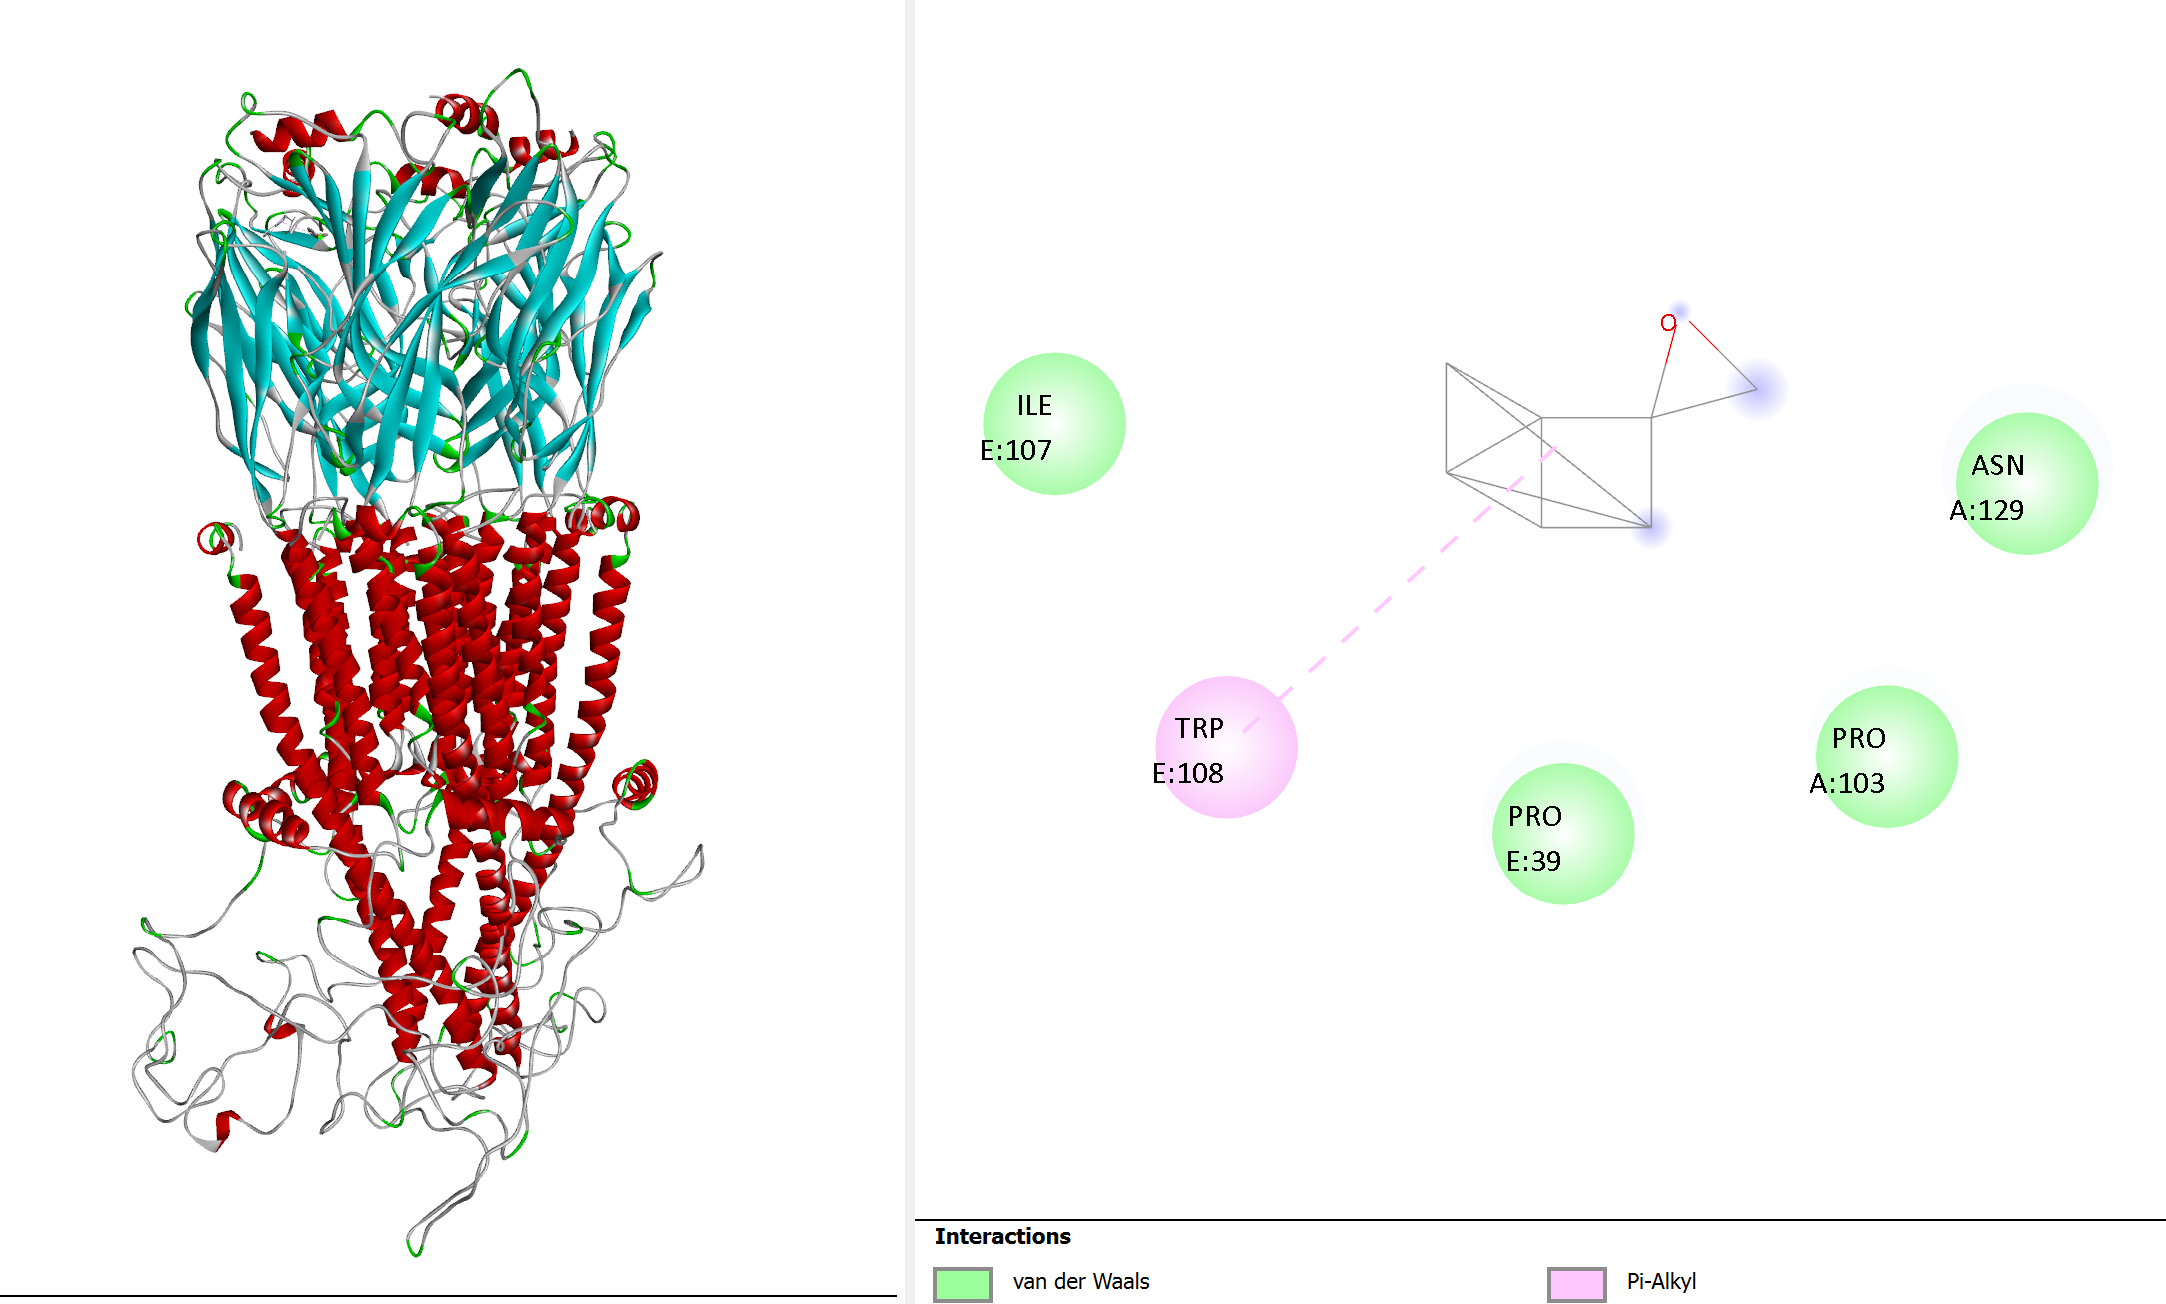 O
ILE
E:107
ASN
A:129
TRP
E:108
PRO
A:103
PRO
E:39
Interactions
van der Waals
Pi-Alkyl